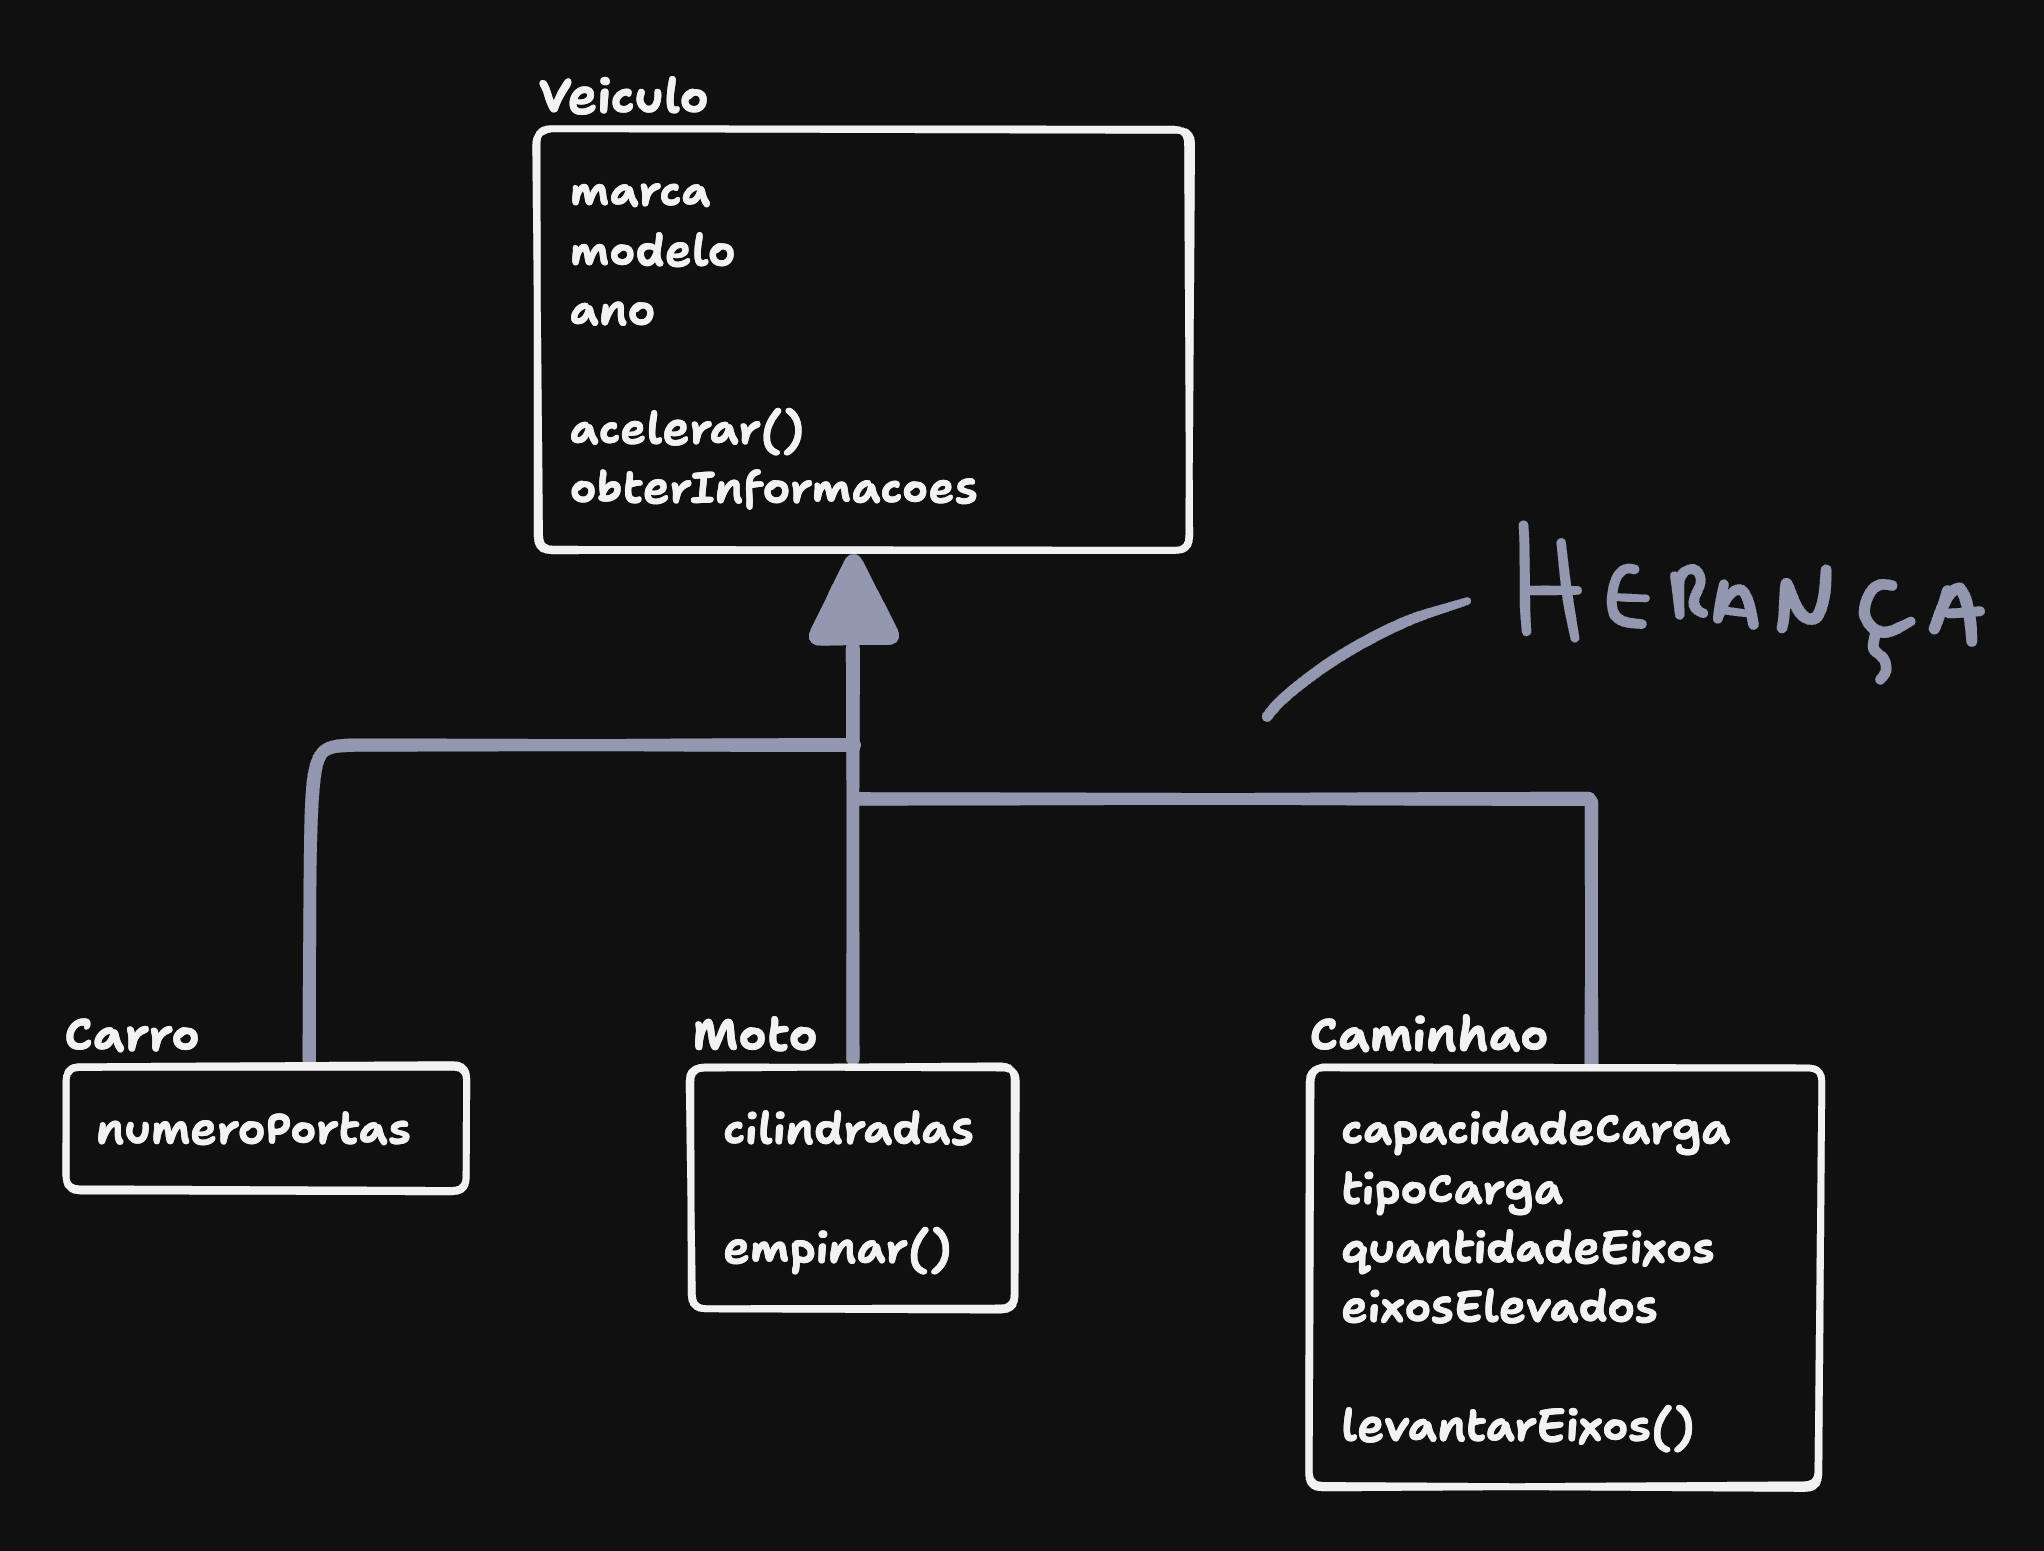 Veiculo
marca
modelo
ano
acelerar()
obterInformacoes
HERANÇA
Carro
numeroPortas
Moto
cilindradas
empinar()
Caminhao
capacidadeCarga
tipoCarga
quantidadeEixos
eixosElevados
levantarEixos()